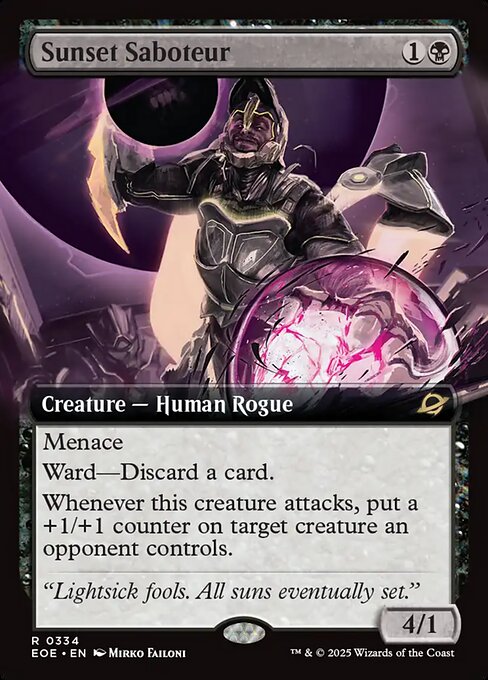 Sunset Saboteur 1
Creature — Human Rogue
Menace
Ward—Discard a card.
Whenever this creature attacks, put a
+1/+1 counter on target creature an
opponent controls.
“Lightsick fools. All suns eventually set.”
4/1
R 0334
EOE • EN Mirko Failoni
™ & © 2025 Wizards of the Coast